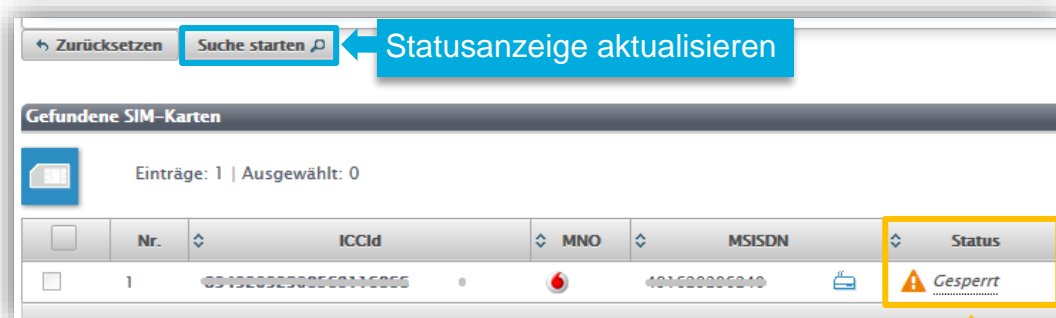 Zurücksetzen Suche starten Statusanzeige aktualisieren
Gefundene SIM-Karten
Einträge: 1 | Ausgewählt: 0
Nr. ICCId MNO MSISDN Status
1 Gesperrt